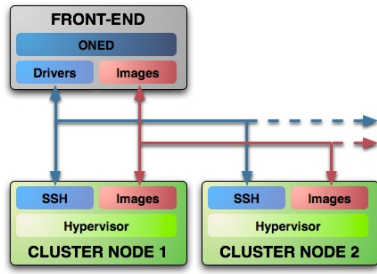 FRONT-END
ONED
Drivers Images
SSH Images SSH Images
Hypervisor Hypervisor
CLUSTER NODE 1 CLUSTER NODE 2